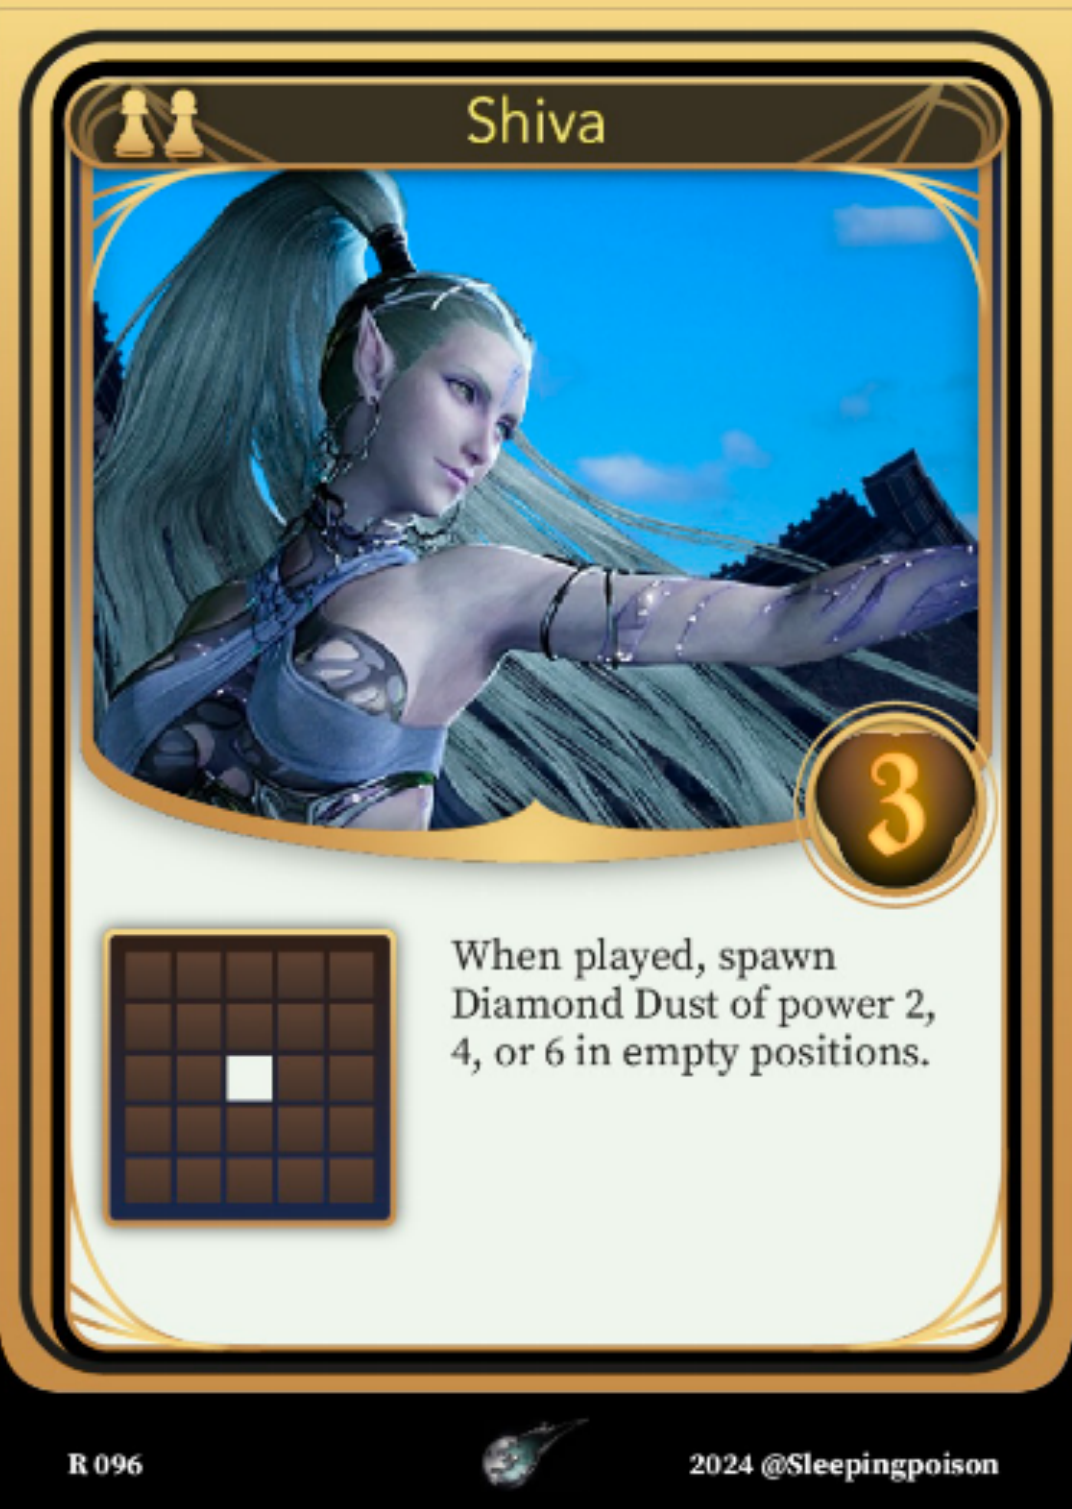 Shiva
3
When played, spawn
Diamond Dust of power 2,
4, or 6 in empty positions.
R 096
2024 @Sleepingpoison